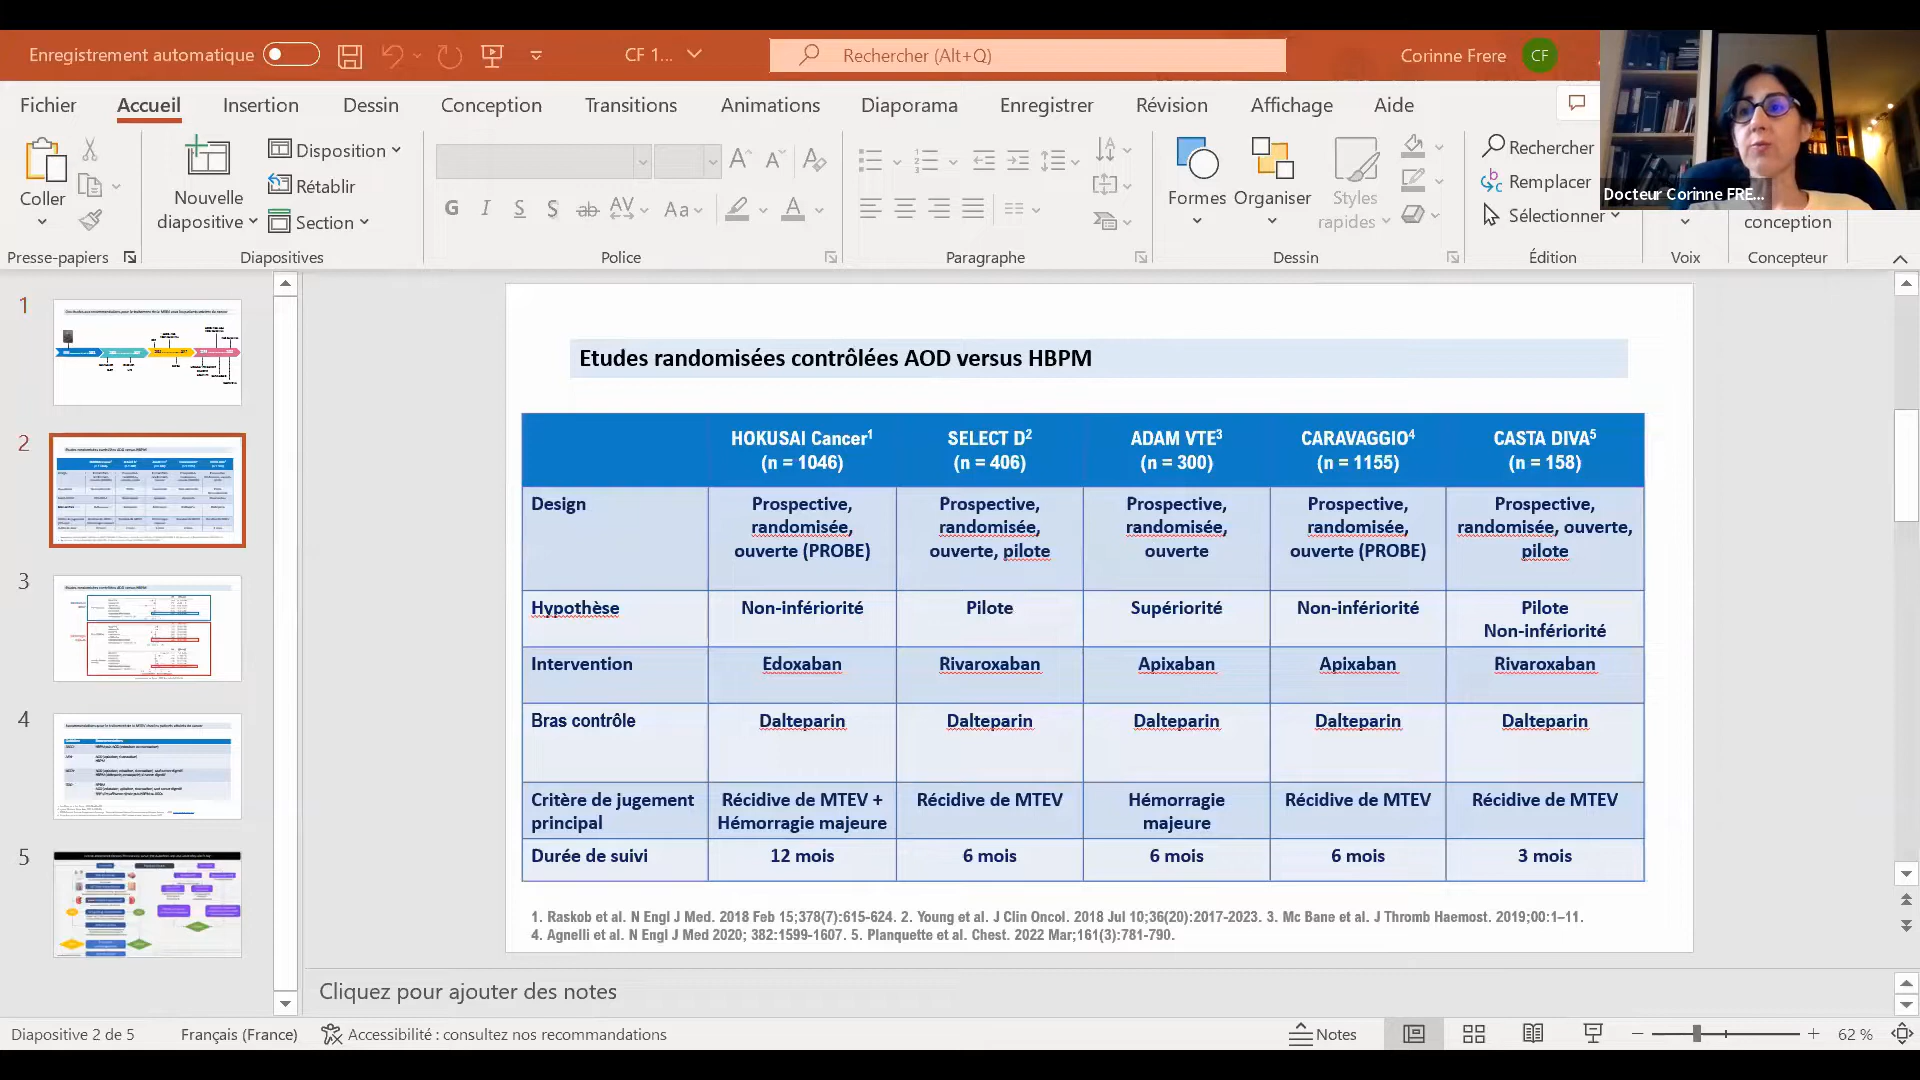 Enregistrement automatique
CF 1...
Rechercher (Alt+Q)
Corinne Frere
CF
Fichier
Accueil
Insertion
Dessin
Conception
Transitions
Animations
Diaporama
Enregistrer
Révision
Affichage
Aide
Coller
Nouvelle
diapositive
Disposition
Rétablir
Section
G I S S ab AV Aa A
Formes
Organiser
Styles
rapides
Rechercher
Remplacer
Sélectionner
Docteur Corinne FRE...
conception
Presse-papiers
Diapositives
Police
Paragraphe
Dessin
Édition
Voix
Concepteur
1
2
3
4
5
Etudes randomisées contrôlées AOD versus HBPM
HOKUSAI Cancer1 SELECT D2 ADAM VTE3 CARAVAGGIO4 CASTA DIVA5
(n = 1046) (n = 406) (n = 300) (n = 1155) (n = 158)
Design Prospective, Prospective, Prospective, Prospective, Prospective,
randomisée, randomisée, randomisée, randomisée, randomisée, ouverte,
ouverte (PROBE) ouverte, pilote ouverte ouverte (PROBE) pilote
Hypothèse Non-infériorité Pilote Supériorité Non-infériorité Pilote
Non-infériorité
Intervention Edoxaban Rivaroxaban Apixaban Apixaban Rivaroxaban
Bras contrôle Dalteparin Dalteparin Dalteparin Dalteparin Dalteparin
Critère de jugement Récidive de MTEV + Récidive de MTEV Hémorragie Récidive de MTEV Récidive de MTEV
principal Hémorragie majeure majeure
Durée de suivi 12 mois 6 mois 6 mois 6 mois 3 mois
1. Raskob et al. N Engl J Med. 2018 Feb 15;378(7):615-624. 2. Young et al. J Clin Oncol. 2018 Jul 10;36(20):2017-2023. 3. Mc Bane et al. J Thromb Haemost. 2019;00:1–11.
4. Agnelli et al. N Engl J Med 2020; 382:1599-1607. 5. Planquette et al. Chest. 2022 Mar;161(3):781-790.
Cliquez pour ajouter des notes
Diapositive 2 de 5
Français (France)
Accessibilité : consultez nos recommandations
Notes
62 %